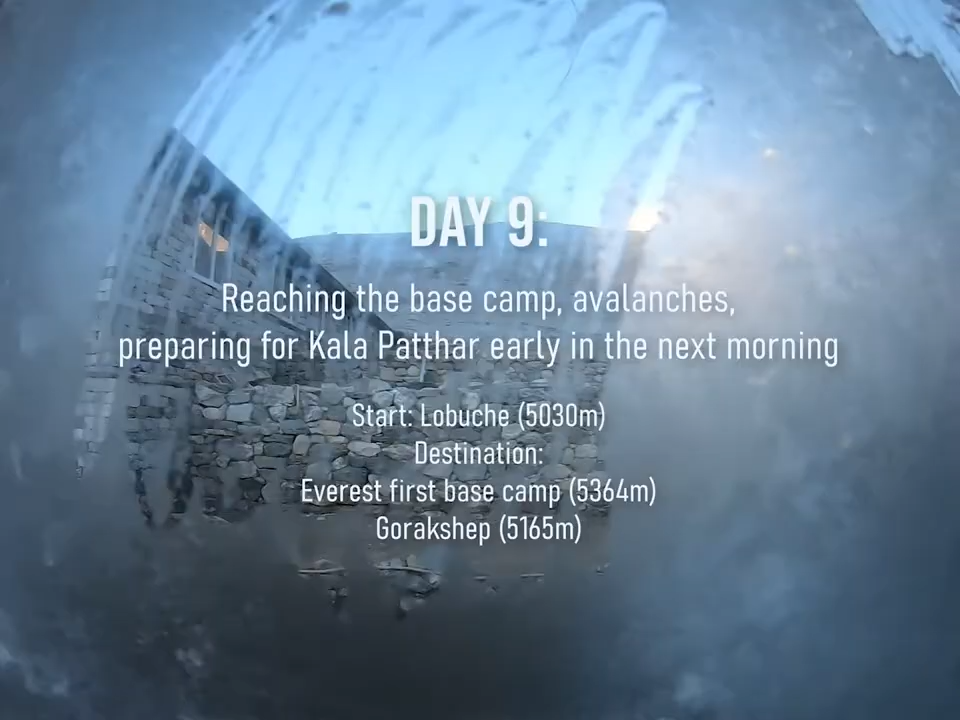 DAY 9:
Reaching the base camp, avalanches,
preparing for Kala Patthar early in the next morning
Start: Lobuche (5030m)
Destination:
Everest first base camp (5364m)
Gorakshep (5165m)